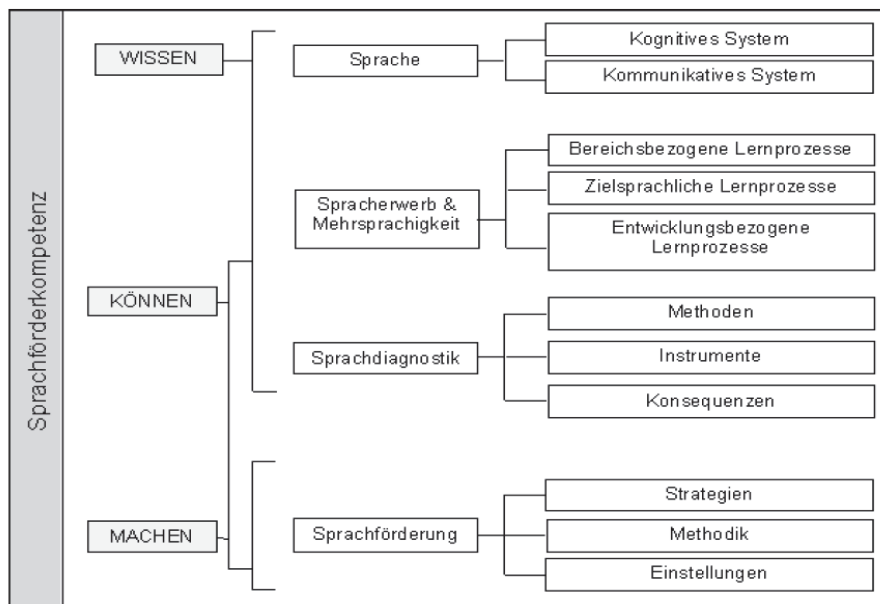 Sprachförderkompetenz
WISSEN
KÖNNEN
MACHEN
Sprache
Kognitives System
Kommunikatives System
Spracherwerb &
Mehrsprachigkeit
Bereichsbezogene Lernprozesse
Zielsprachliche Lernprozesse
Entwicklungsbezogene
Lernprozesse
Sprachdiagnostik
Methoden
Instrumente
Konsequenzen
Sprachförderung
Strategien
Methodik
Einstellungen